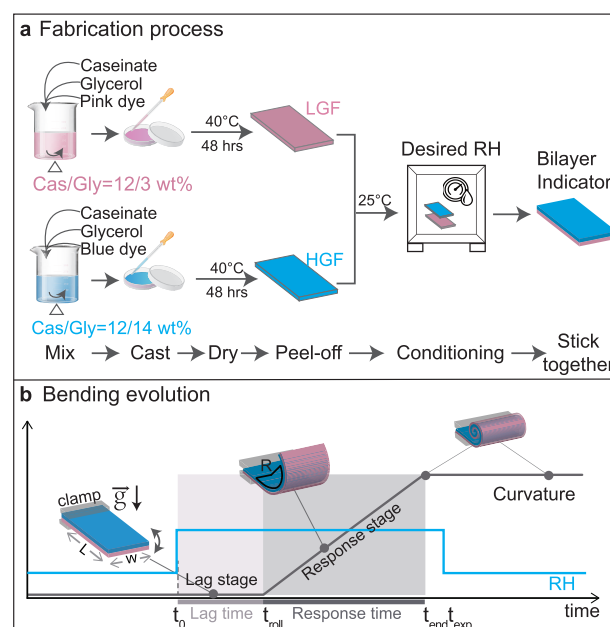 a Fabrication process
Caseinate
Glycerol
Pink dye
40°C
48 hrs
LGF
Cas/Gly=12/3 wt%
Desired RH
Bilayer
Indicator
25°C
Caseinate
Glycerol
Blue dye
40°C
48 hrs
HGF
Cas/Gly=12/14 wt%
Mix
Cast
Dry
Peel-off
Conditioning
Stick
together
b Bending evolution
clamp
g
L
w
R
Lag stage
Response stage
Curvature
RH
t0
Lag time
troll
Response time
tend
texp
time